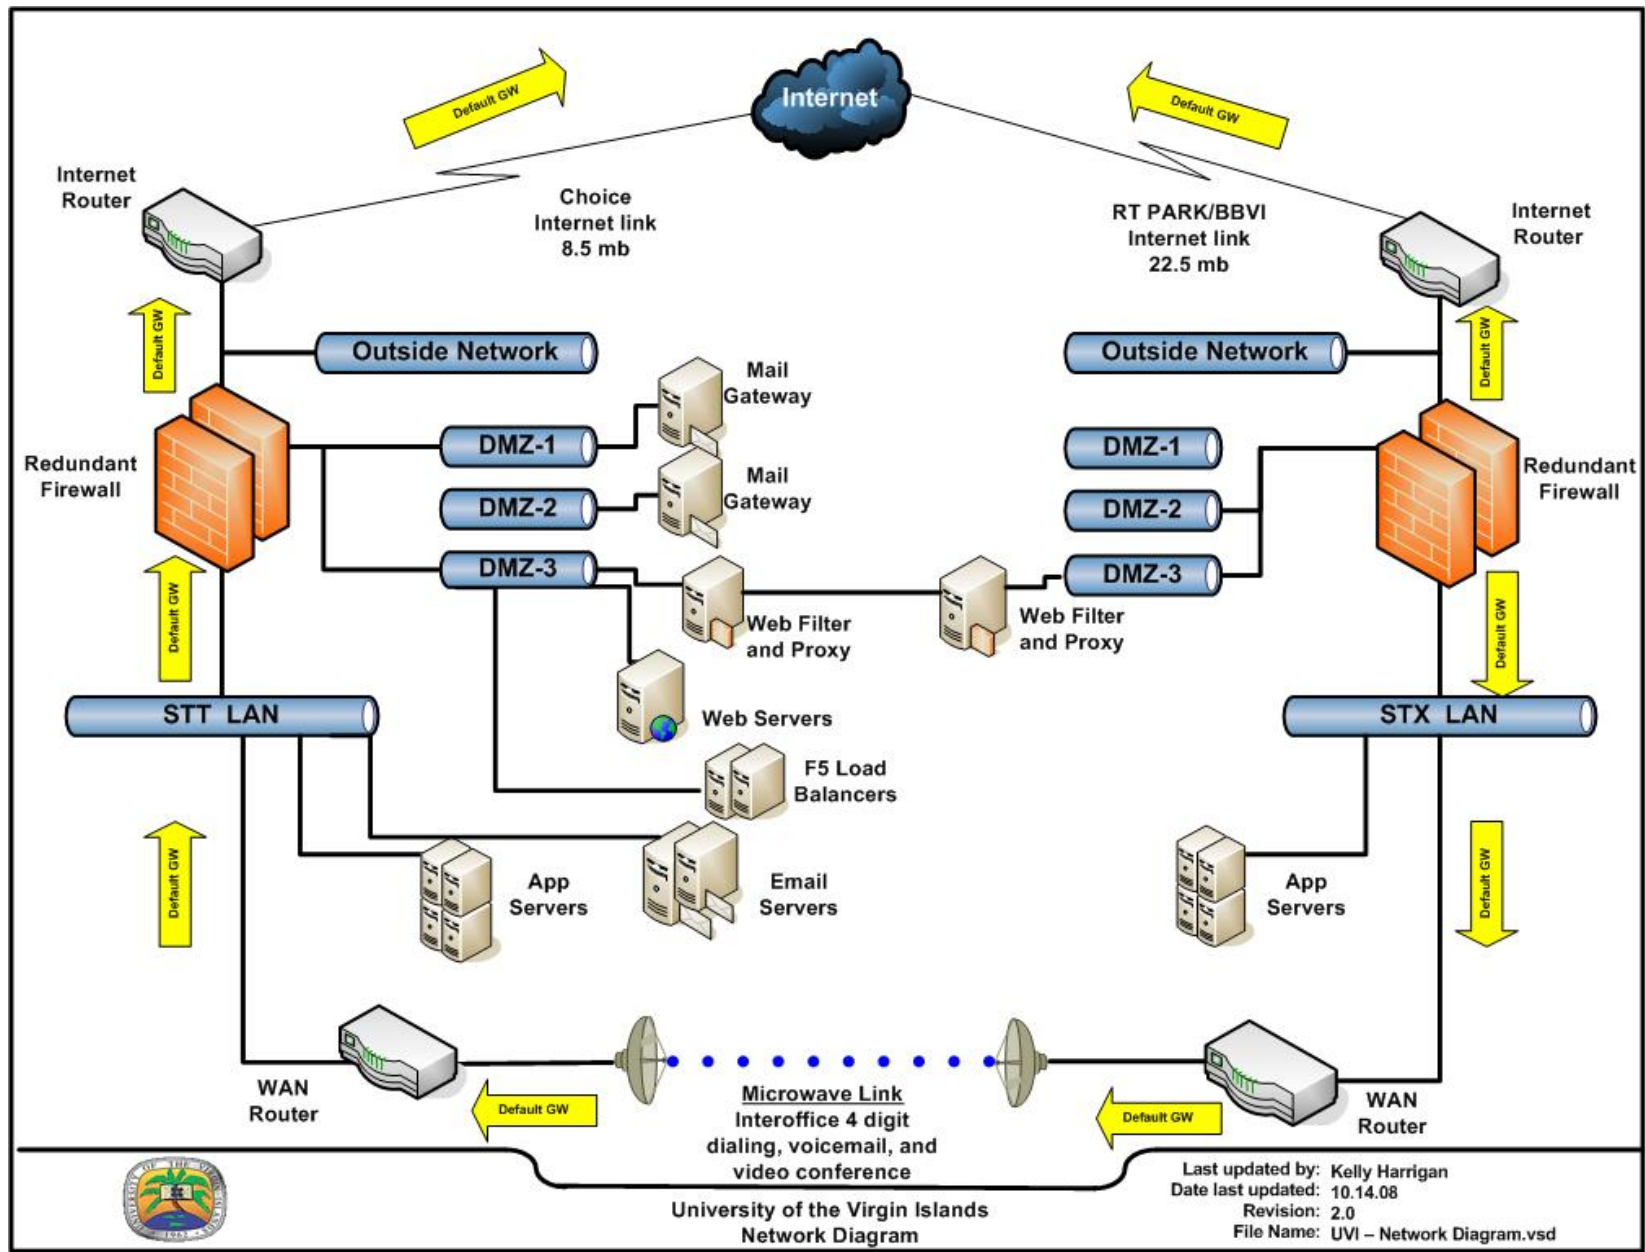 Default GW
Internet
Default GW
Internet
Router
Choice
Internet link
8.5 mb
RT PARK/BBVI
Internet link
22.5 mb
Internet
Router
Default GW
Outside Network
Outside Network
Default GW
Mail
Gateway
Redundant
Firewall
DMZ-1
DMZ-1
Redundant
Firewall
Mail
Gateway
DMZ-2
DMZ-2
DMZ-3
DMZ-3
Default GW
Web Filter
and Proxy
Web Filter
and Proxy
Default GW
STT LAN
Web Servers
STX LAN
F5 Load
Balancers
Default GW
App
Servers
Email
Servers
App
Servers
Default GW
WAN
Router
Default GW
Microwave Link
Interoffice 4 digit
dialing, voicemail, and
video conference
Default GW
WAN
Router
UNIVERSITY OF THE VIRGIN ISLANDS
1962
University of the Virgin Islands
Network Diagram
Last updated by: Kelly Harrigan
Date last updated: 10.14.08
Revision: 2.0
File Name: UVI – Network Diagram.vsd